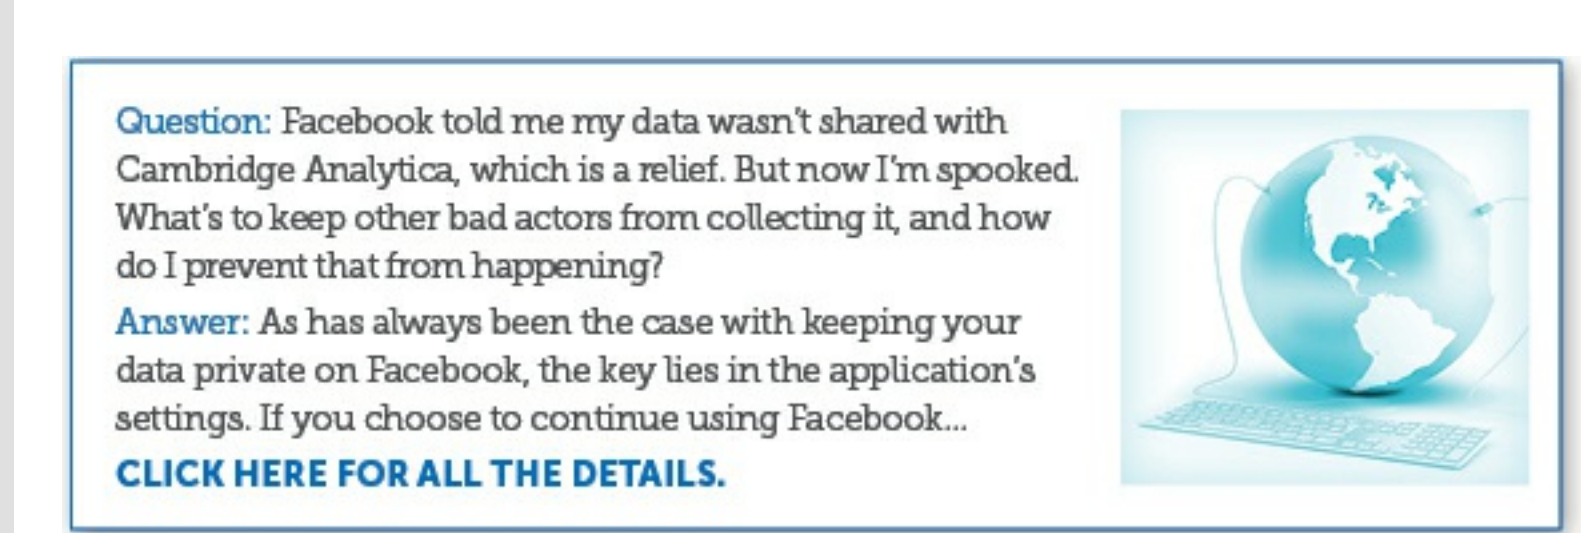 Question: Facebook told me my data wasn't shared with
Cambridge Analytica, which is a relief. But now I'm spooked.
What's to keep other bad actors from collecting it, and how
do I prevent that from happening?
Answer: As has always been the case with keeping your
data private on Facebook, the key lies in the application's
settings. If you choose to continue using Facebook...
CLICK HERE FOR ALL THE DETAILS.